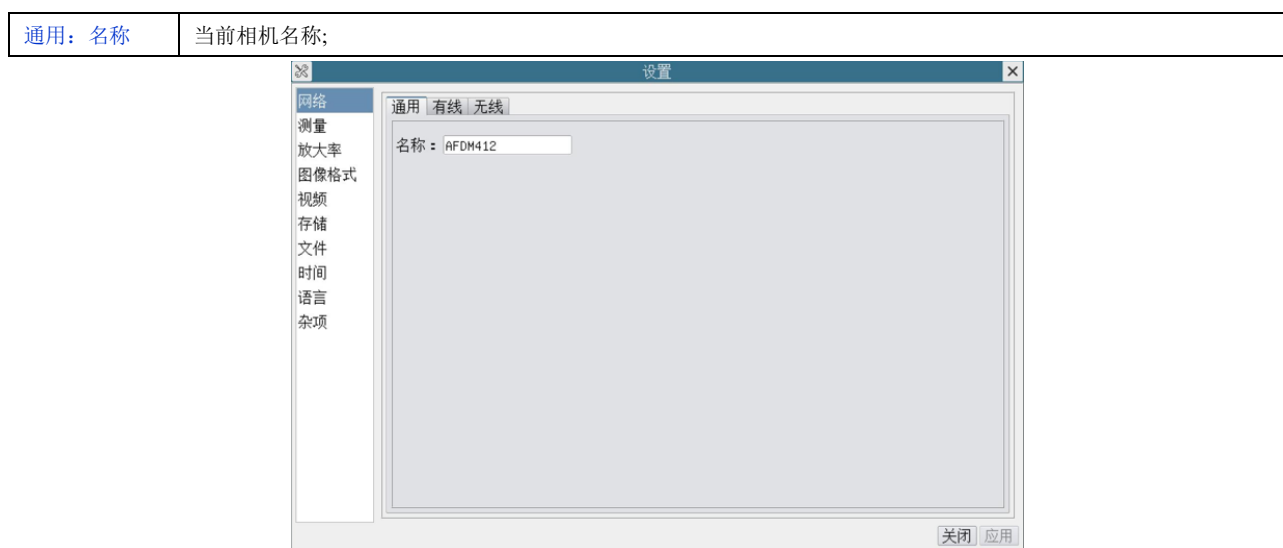 通用：名称 当前相机名称;
设置
网络
测量
放大率
图像格式
视频
存储
文件
时间
语言
杂项
通用 有线 无线
名称： AFDM412
关闭 应用